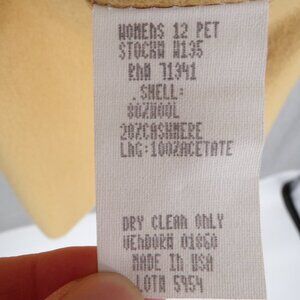 WOMENS 12 PET
STOCK# W135
RN# 71341
.SHELL:
80%WOOL
20%CASHMERE
LNG:100%ACETATE
DRY CLEAN ONLY
VENDOR# 01860
MADE IN USA
LOT# 5954